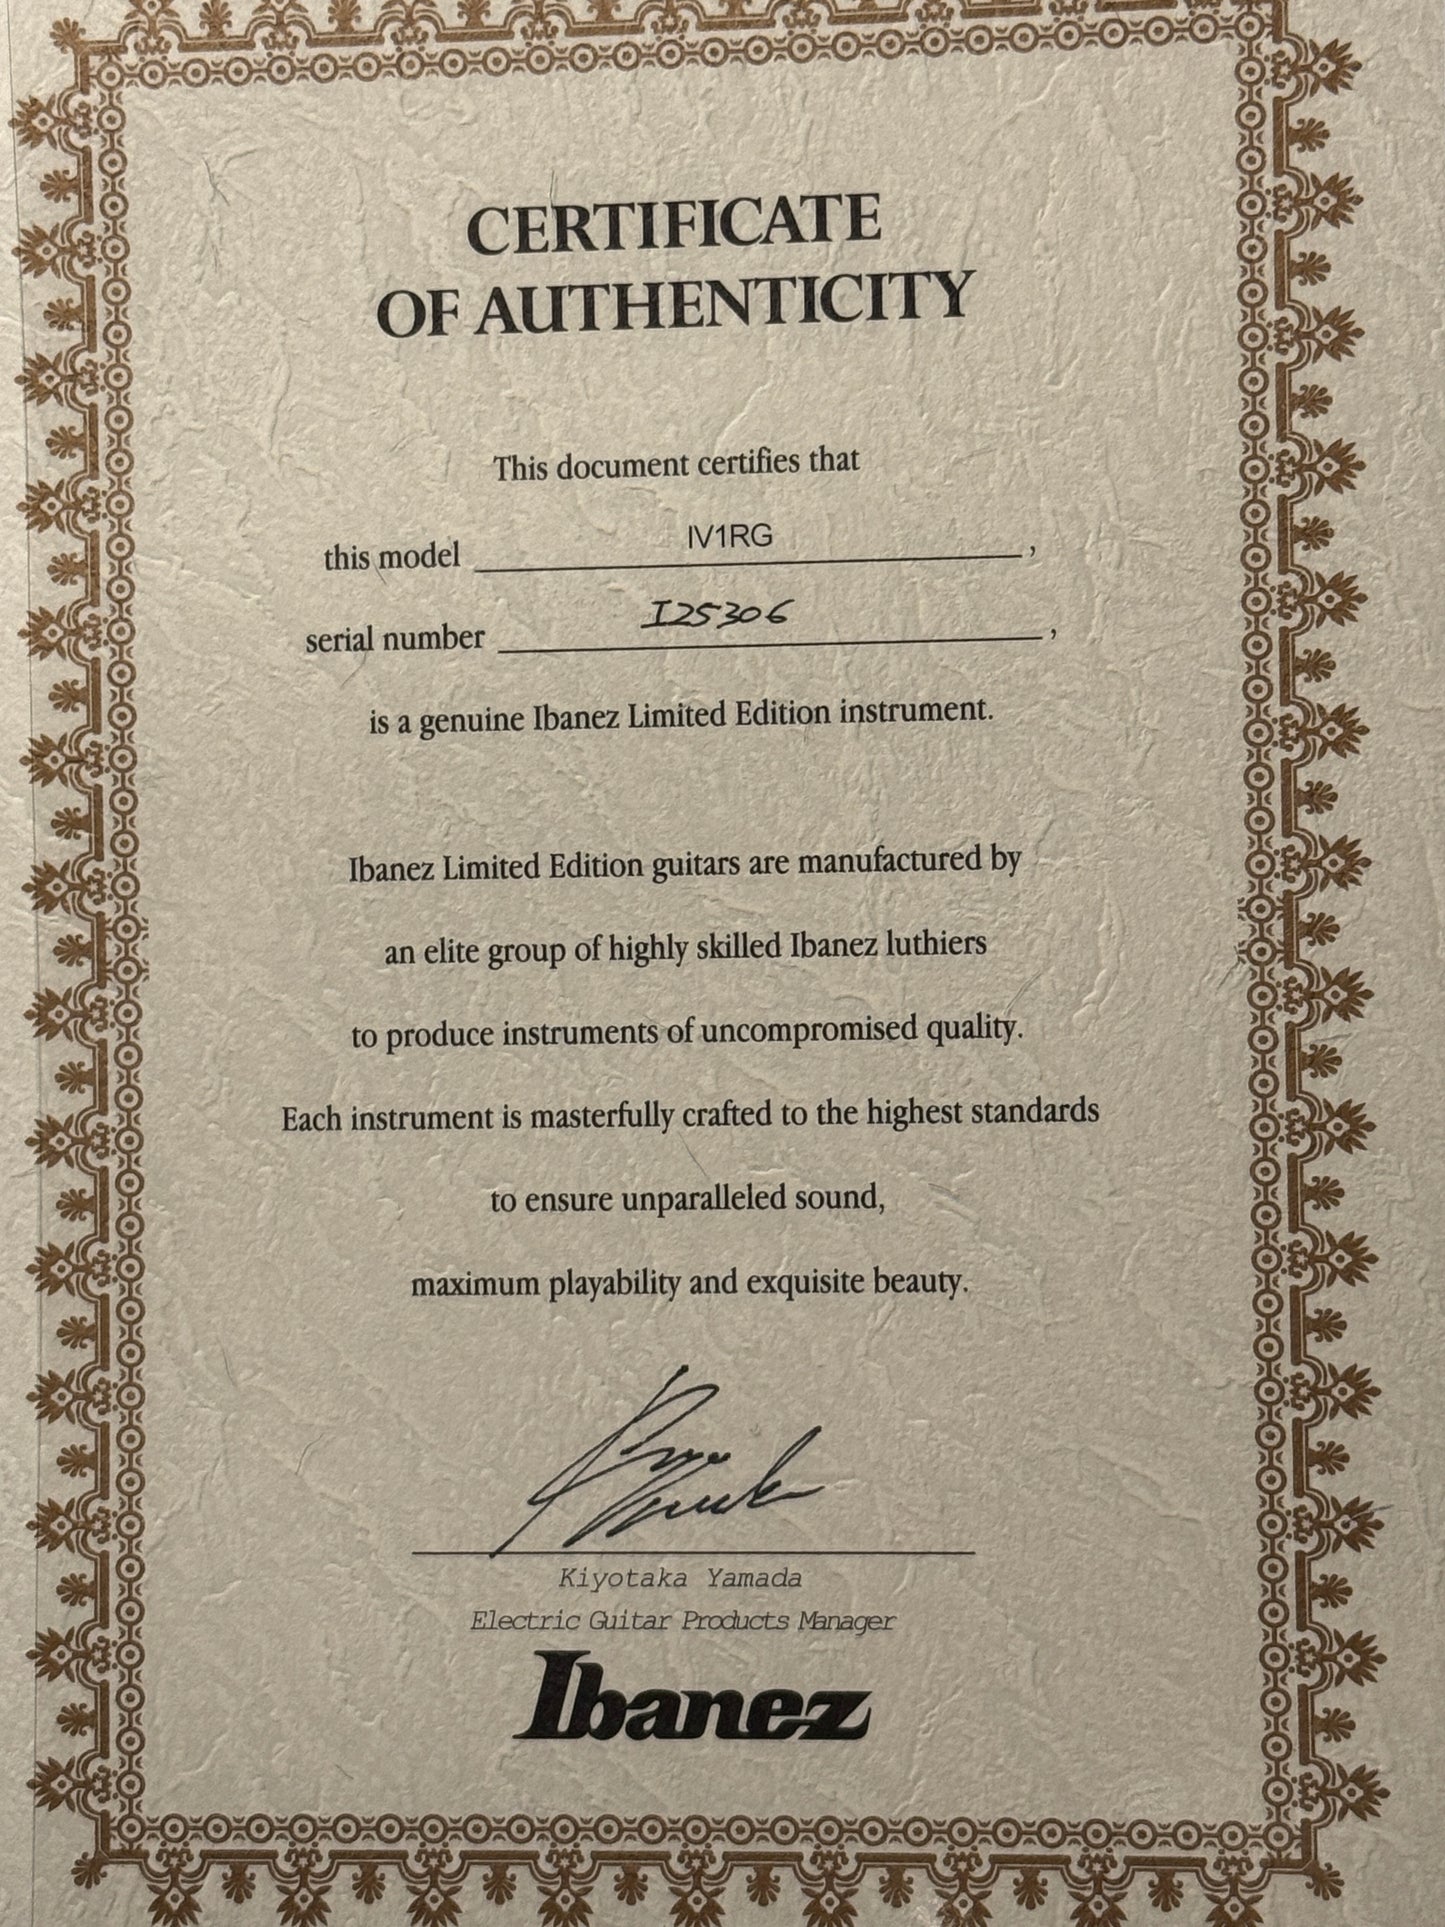 CERTIFICATE
OF AUTHENTICITY
This document certifies that
this model IV1RG,
serial number I25306,
is a genuine Ibanez Limited Edition instrument.
Ibanez Limited Edition guitars are manufactured by
an elite group of highly skilled Ibanez luthiers
to produce instruments of uncompromised quality.
Each instrument is masterfully crafted to the highest standards
to ensure unparalleled sound,
maximum playability and exquisite beauty.
Kiyotaka Yamada
Electric Guitar Products Manager
Ibanez